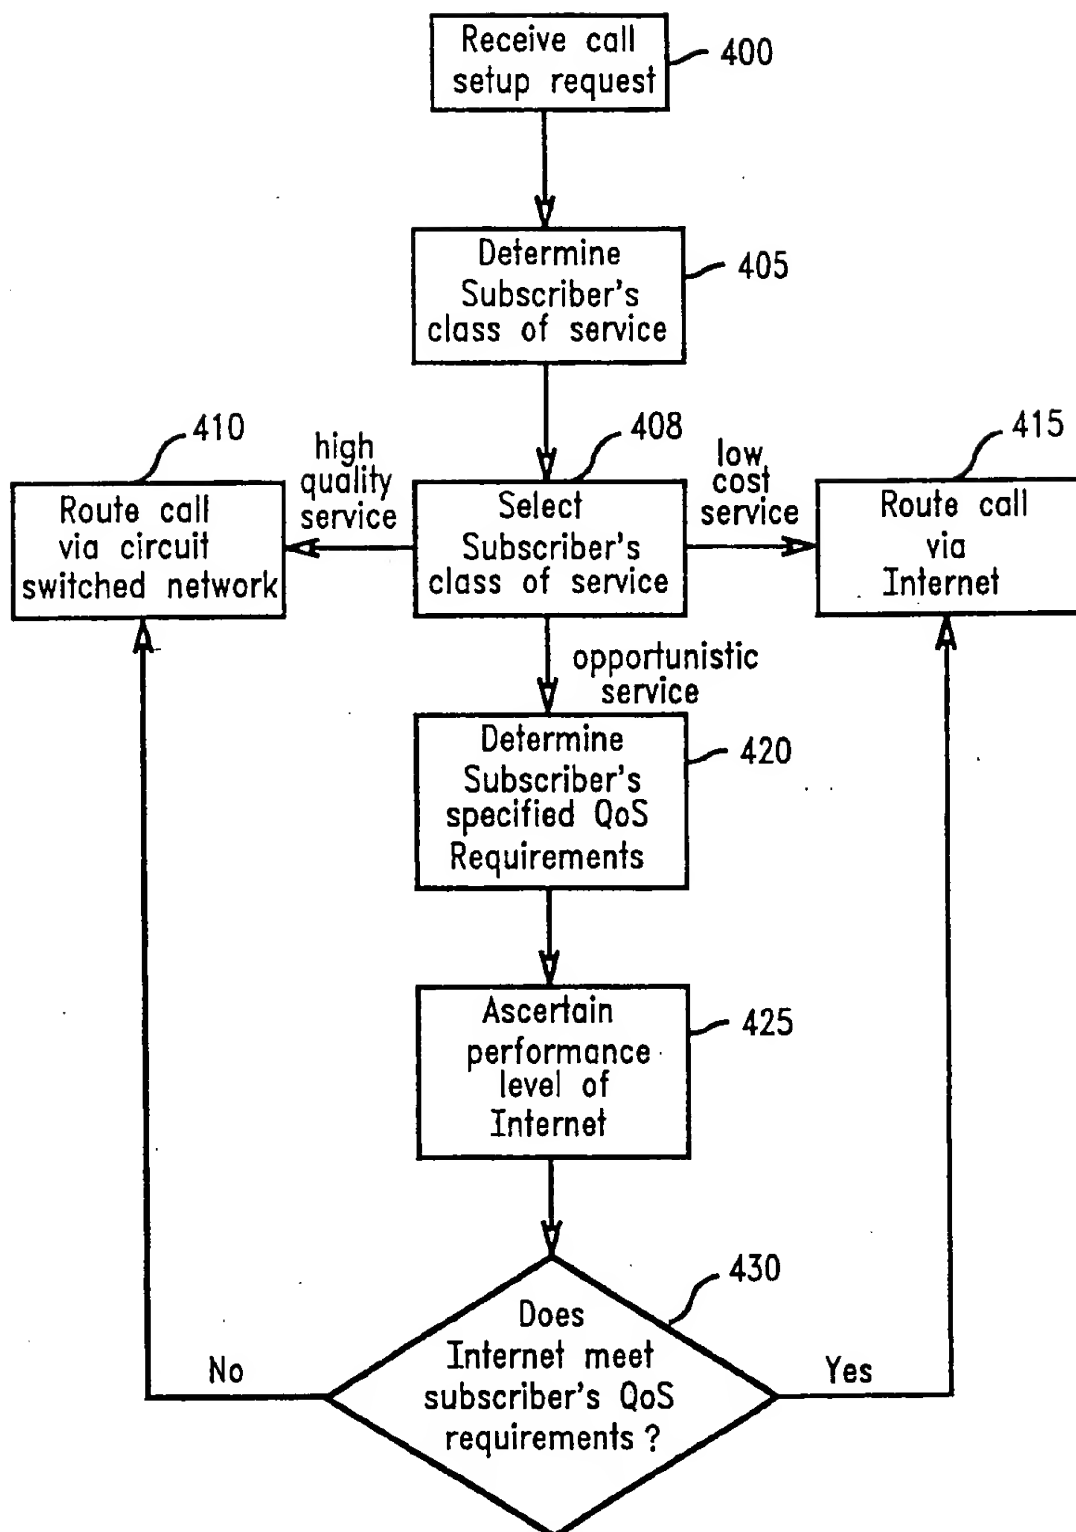 Receive call
setup request
400
Determine
Subscriber's
class of service
405
410
high
quality
service
408
low
cost
service
415
Route call
via circuit
switched network
Select
Subscriber's
class of service
Route call
via
Internet
opportunistic
service
Determine
Subscriber's
specified QoS
Requirements
420
Ascertain
performance
level of
Internet
425
430
Does
Internet meet
subscriber's QoS
requirements ?
No
Yes